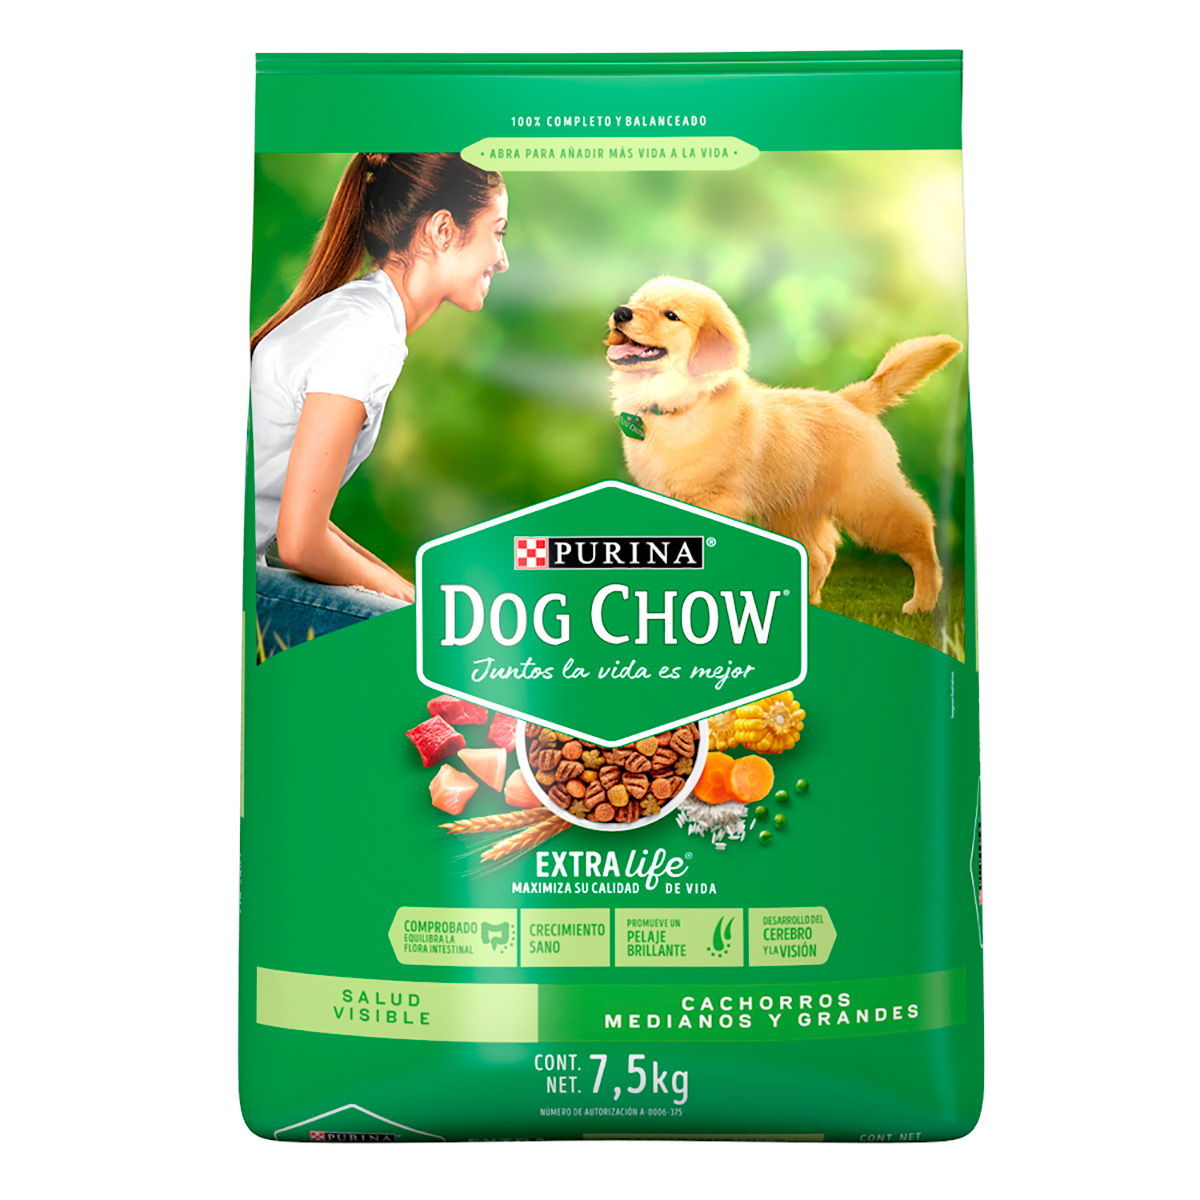 100% COMPLETO Y BALANCEADO
• ABRA PARA AÑADIR MÁS VIDA A LA VIDA •
DOG CHOW
PURINA®
DOG CHOW®
Juntos la vida es mejor
EXTRA life®
MAXIMIZA SU CALIDAD DE VIDA
COMPROBADO
EQUILIBRA LA
FLORA INTESTINAL
CRECIMIENTO
SANO
PROMUEVE UN
PELAJE
BRILLANTE
DESARROLLO DEL
CEREBRO
Y LA VISIÓN
SALUD
VISIBLE
CACHORROS
MEDIANOS Y GRANDES
CONT.
NET. 7,5kg
NÚMERO DE AUTORIZACIÓN A-0006-375
PURINA
EXTRA
CONT. NET.